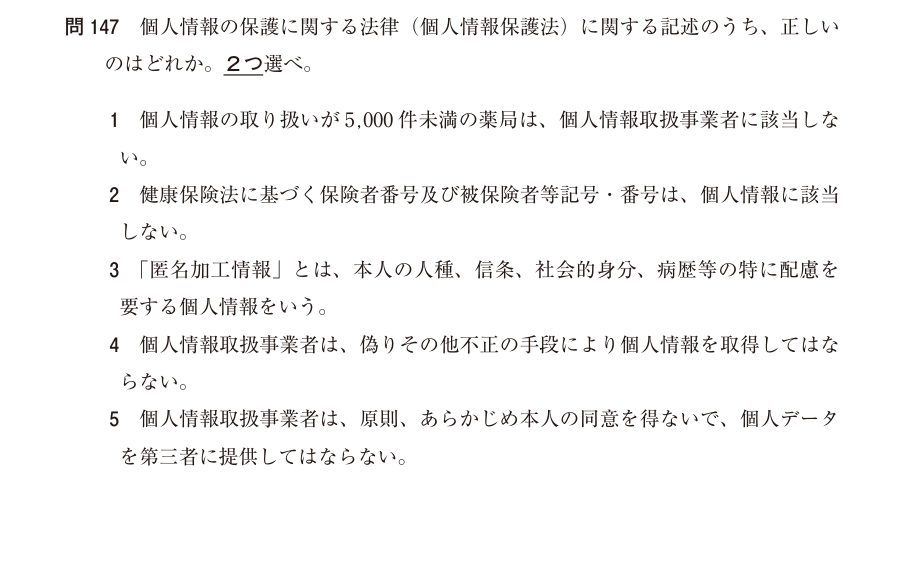 問 147　個人情報の保護に関する法律（個人情報保護法）に関する記述のうち、正しい
のはどれか。２つ選べ。
1　個人情報の取り扱いが 5,000 件未満の薬局は、個人情報取扱事業者に該当しな
い。
2　健康保険法に基づく保険者番号及び被保険者等記号・番号は、個人情報に該当
しない。
3　「匿名加工情報」とは、本人の人種、信条、社会的身分、病歴等の特に配慮を
要する個人情報をいう。
4　個人情報取扱事業者は、偽りその他不正の手段により個人情報を取得してはな
らない。
5　個人情報取扱事業者は、原則、あらかじめ本人の同意を得ないで、個人データ
を第三者に提供してはならない。